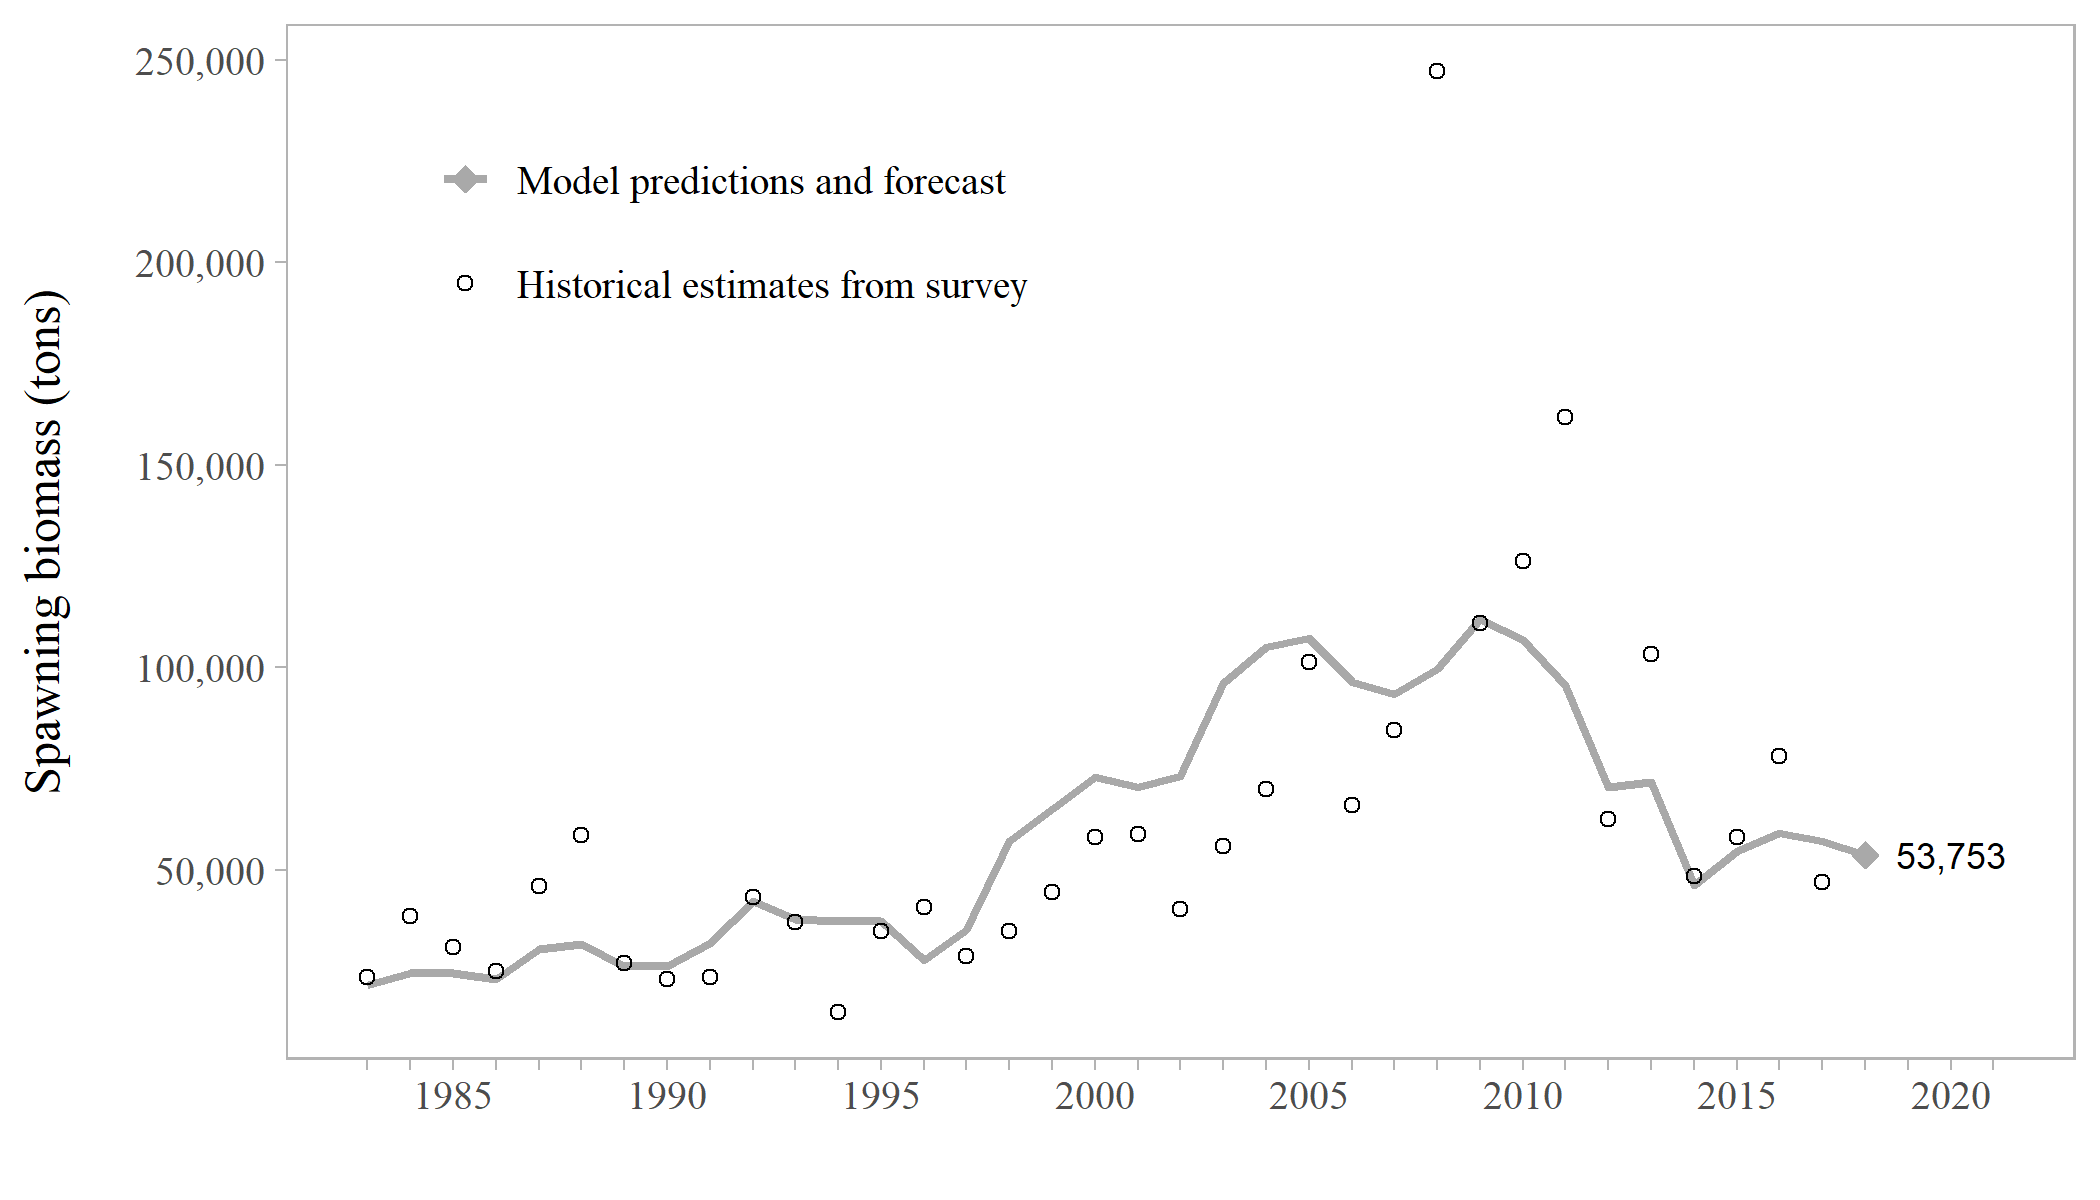 250,000
Model predictions and forecast
200,000
Historical estimates from survey
Spawning biomass (tons)
150,000
100,000
50,000
53,753
1985 1990 1995 2000 2005 2010 2015 2020